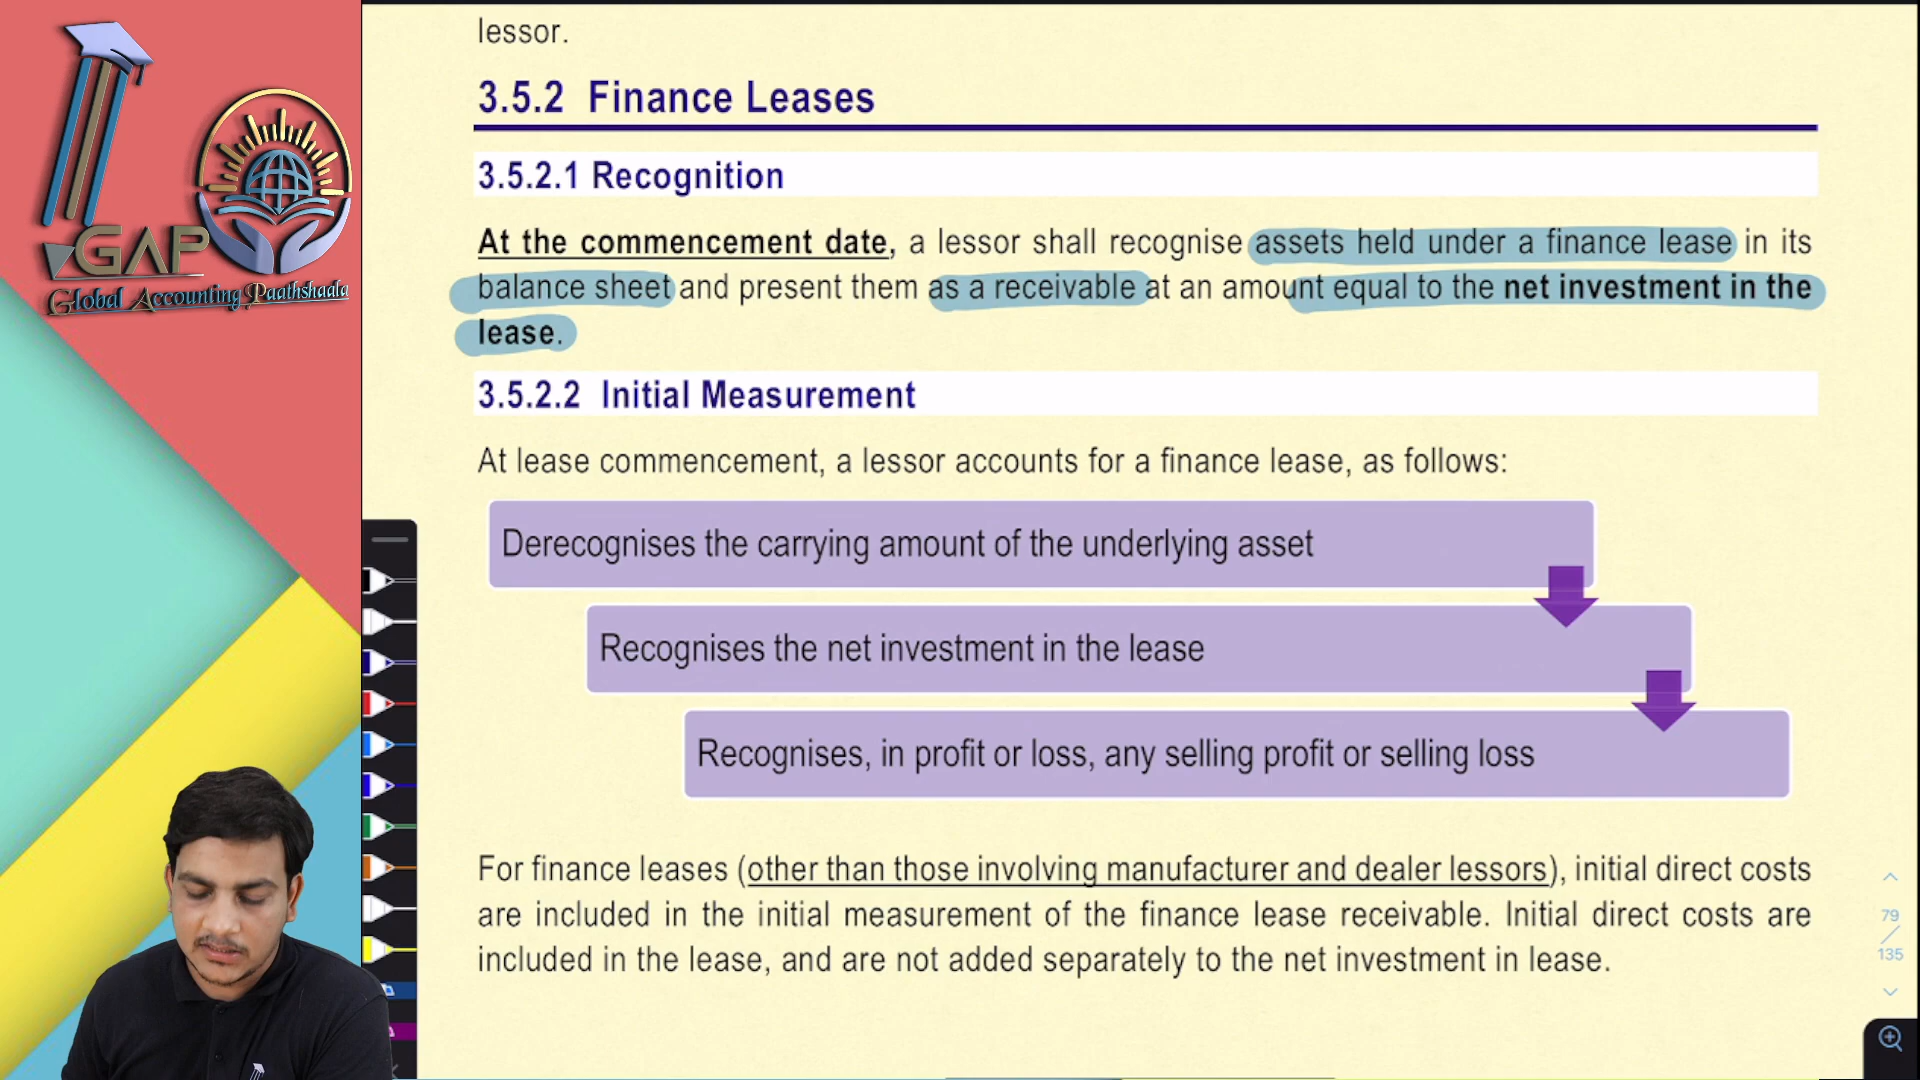 GAP
Global Accounting Paathshaala
lessor.
3.5.2 Finance Leases
3.5.2.1 Recognition
At the commencement date, a lessor shall recognise assets held under a finance lease in its
balance sheet and present them as a receivable at an amount equal to the net investment in the
lease.
3.5.2.2 Initial Measurement
At lease commencement, a lessor accounts for a finance lease, as follows:
Derecognises the carrying amount of the underlying asset
Recognises the net investment in the lease
Recognises, in profit or loss, any selling profit or selling loss
For finance leases (other than those involving manufacturer and dealer lessors), initial direct costs
are included in the initial measurement of the finance lease receivable. Initial direct costs are
included in the lease, and are not added separately to the net investment in lease.
79
/
135